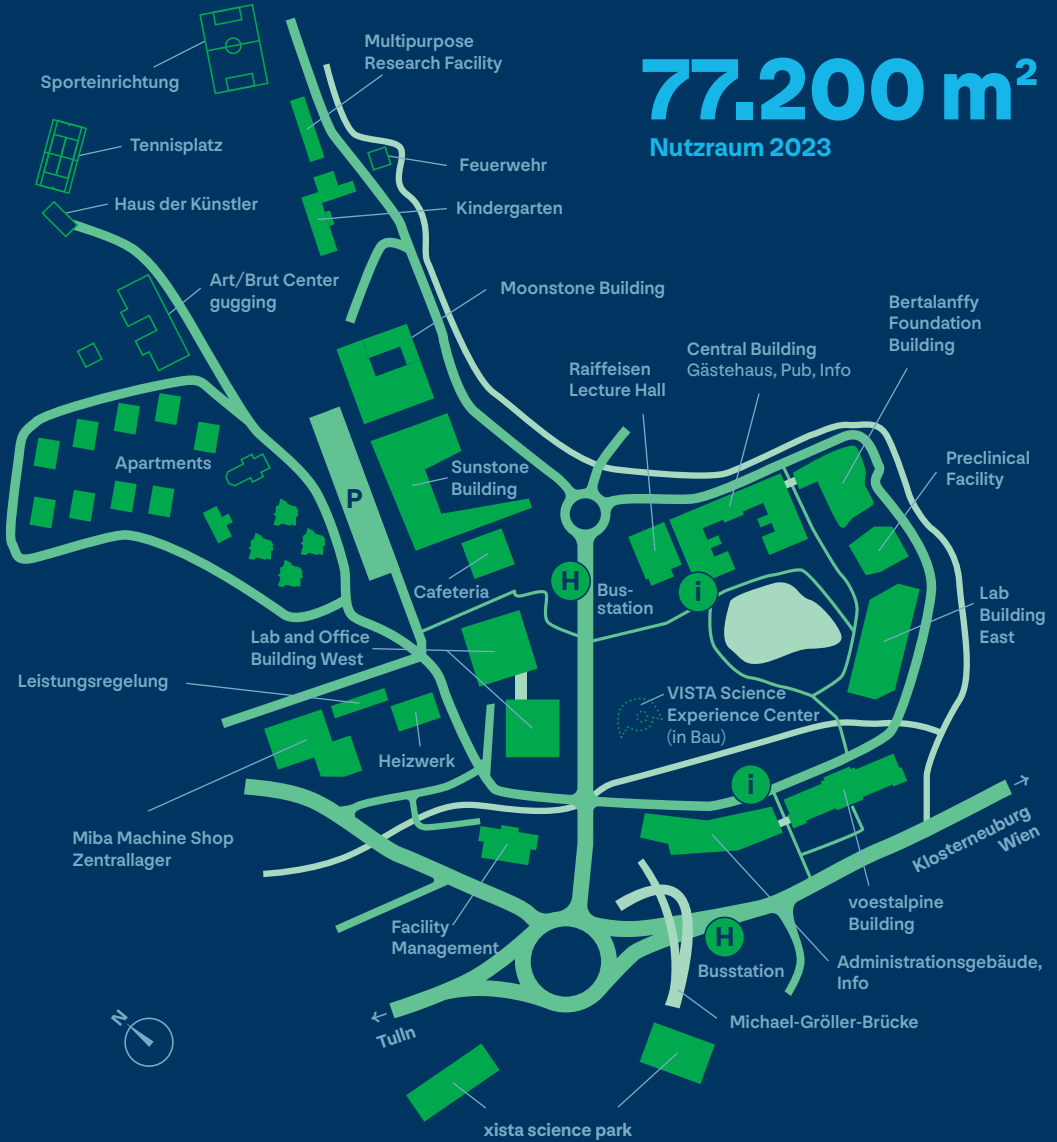 77.200 m²
Nutzraum 2023
Multipurpose
Research Facility
Sporteinrichtung
Tennisplatz
Feuerwehr
Haus der Künstler
Kindergarten
Art/Brut Center
gugging
Moonstone Building
Bertalanffy
Foundation
Building
Central Building
Gästehaus, Pub, Info
Raiffeisen
Lecture Hall
Apartments
Sunstone
Building
Preclinical
Facility
P
Cafeteria
H
Bus-
station
i
Lab
Building
East
Lab and Office
Building West
Leistungsregelung
VISTA Science
Experience Center
(in Bau)
Heizwerk
i
Miba Machine Shop
Zentrallager
Klosterneuburg
Wien
voestalpine
Building
Facility
Management
H
Busstation
Administrationsgebäude,
Info
N
Tulln
Michael-Gröller-Brücke
xista science park